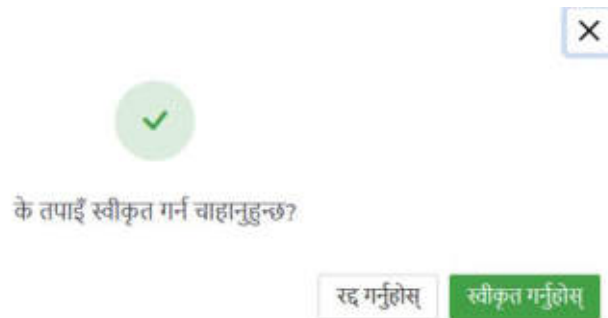 के तपाइँ स्वीकृत गर्न चाहानुहुन्छ?
रद्द गर्नुहोस् स्वीकृत गर्नुहोस्